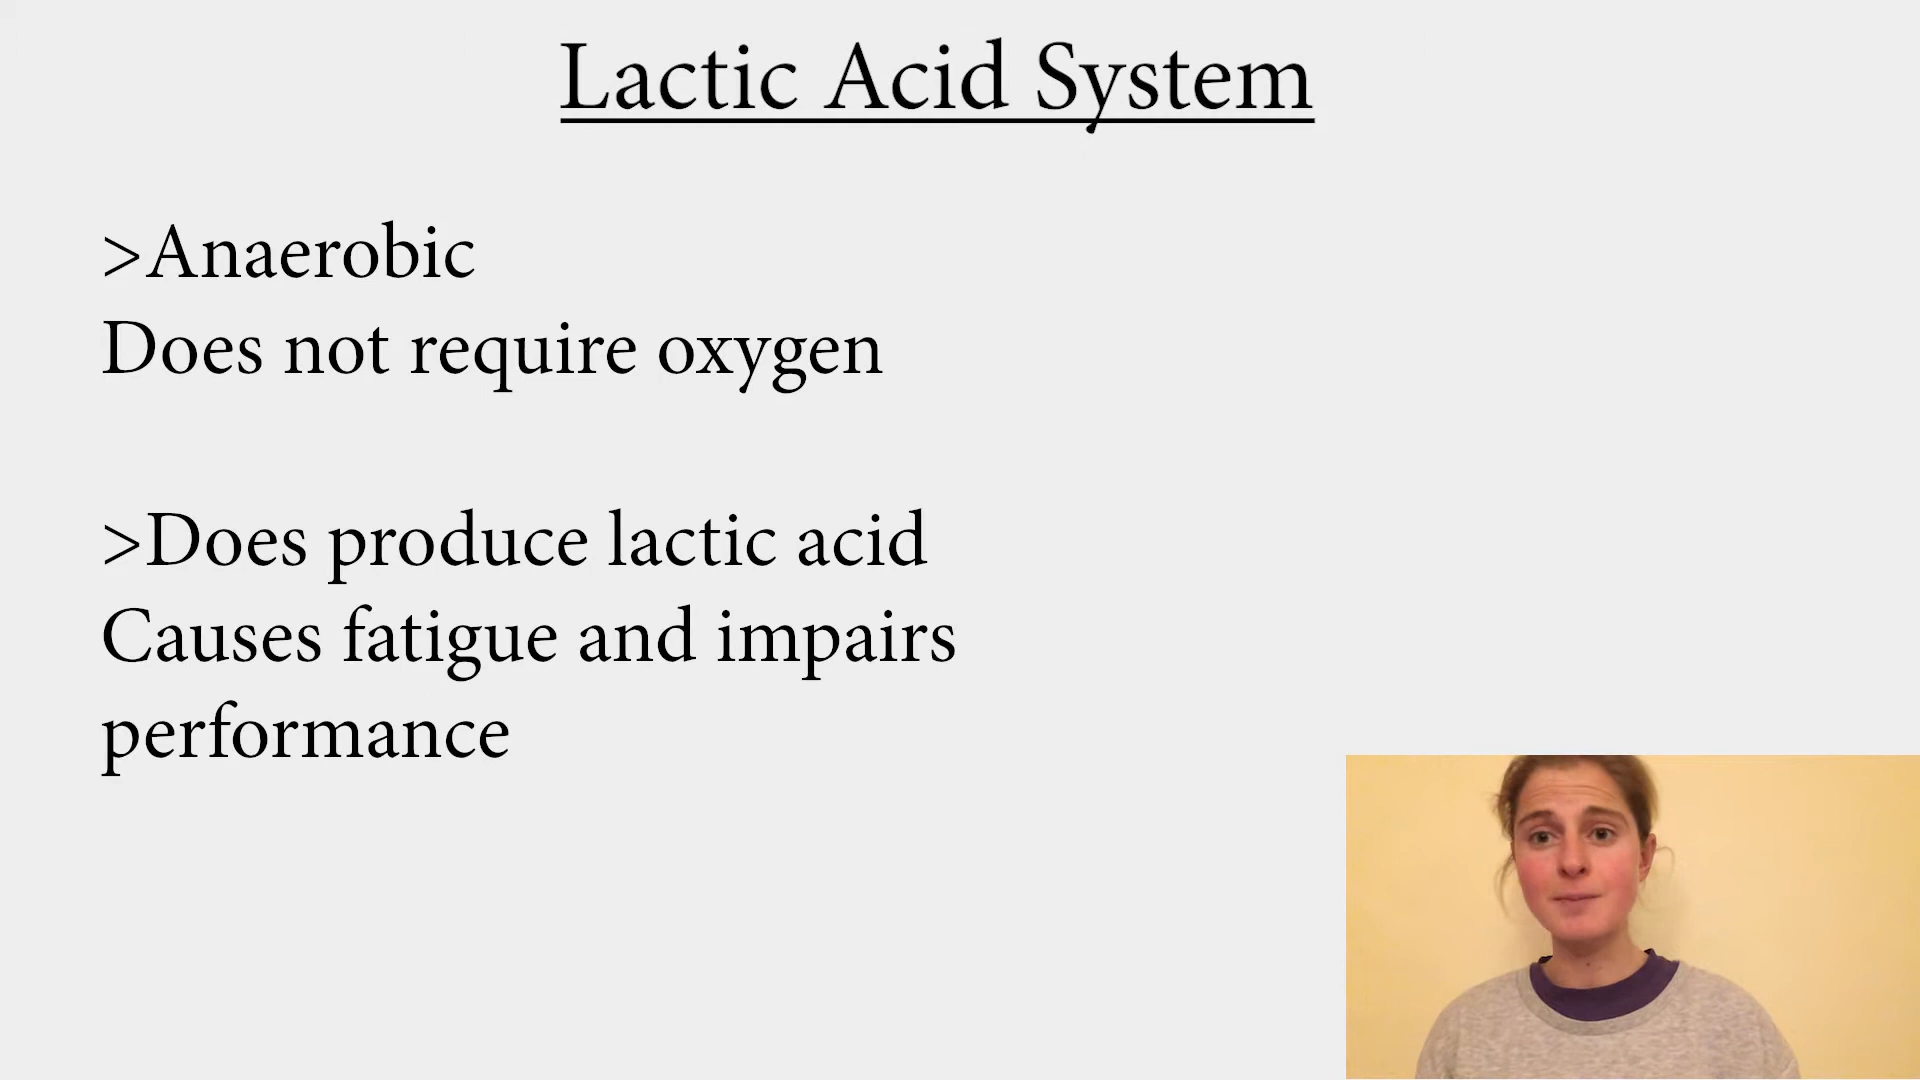 Lactic Acid System
>Anaerobic
Does not require oxygen
>Does produce lactic acid
Causes fatigue and impairs
performance